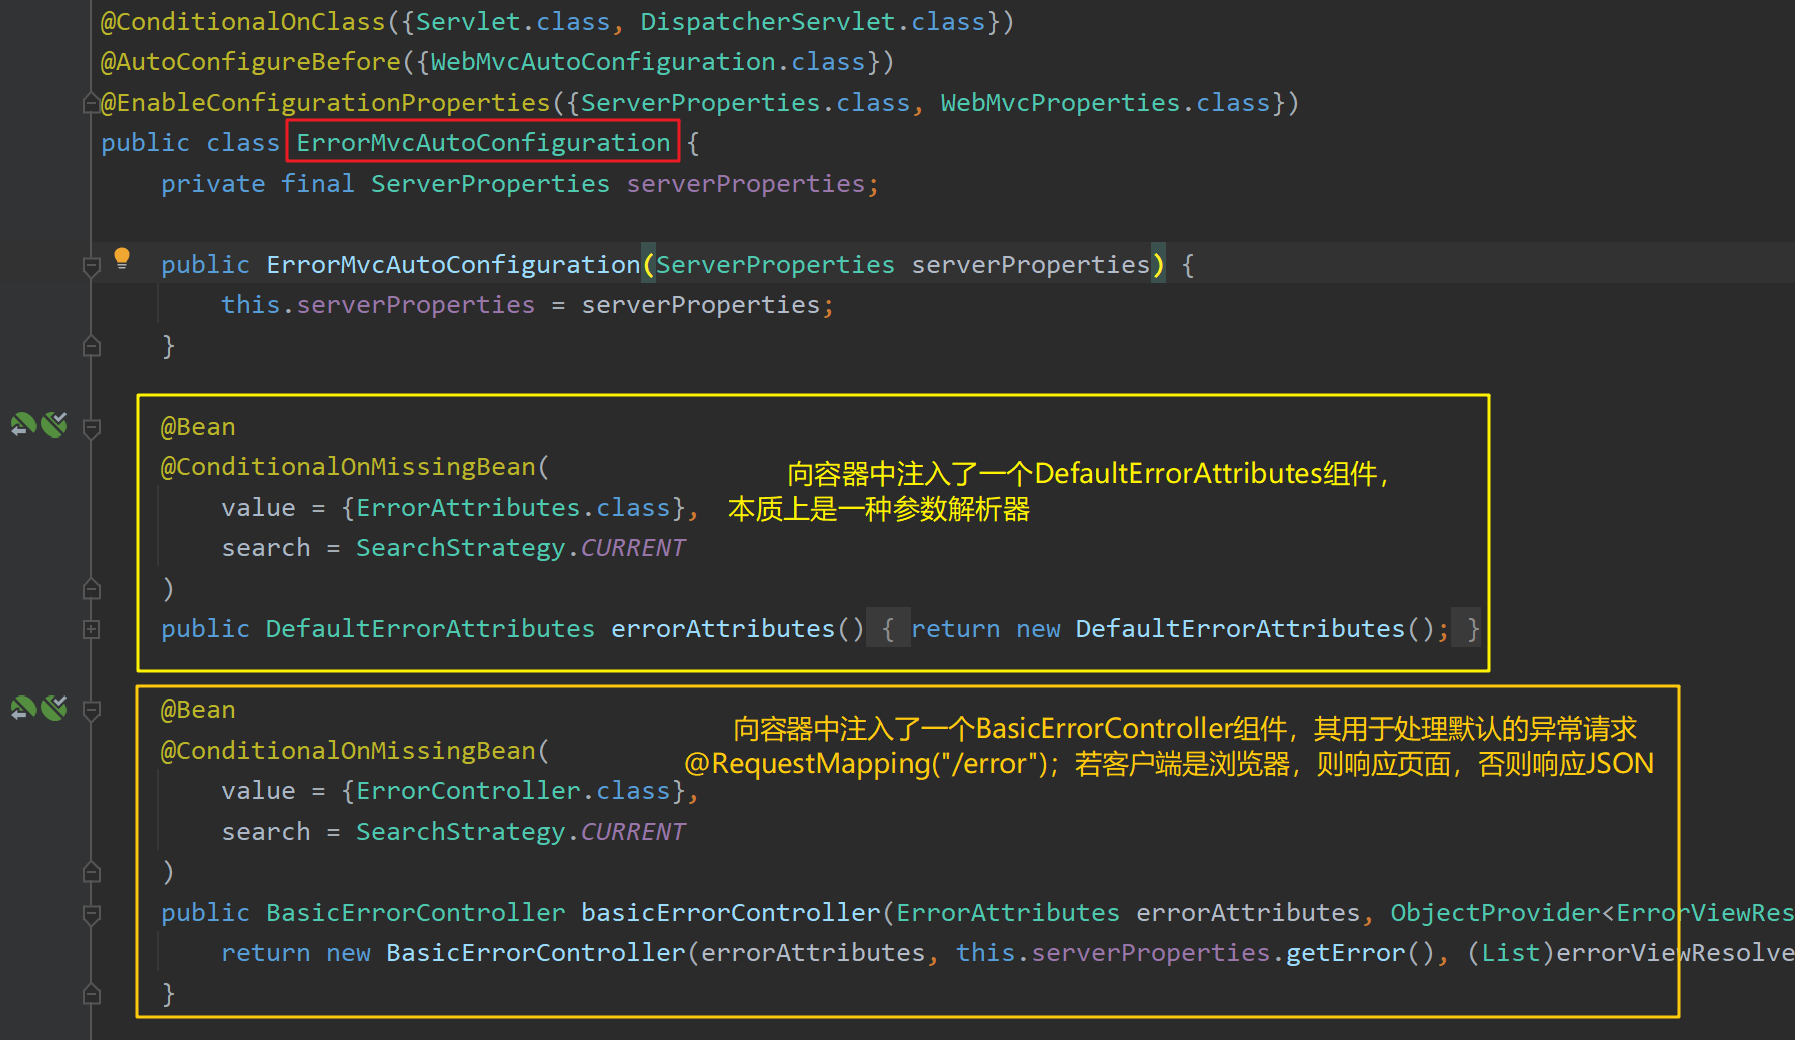 @ConditionalOnClass({Servlet.class, DispatcherServlet.class})
@AutoConfigureBefore({WebMvcAutoConfiguration.class})
@EnableConfigurationProperties({ServerProperties.class, WebMvcProperties.class})
public class ErrorMvcAutoConfiguration {
private final ServerProperties serverProperties;
public ErrorMvcAutoConfiguration(ServerProperties serverProperties) {
this.serverProperties = serverProperties;
}
@Bean
@ConditionalOnMissingBean(
向容器中注入了一个DefaultErrorAttributes组件，
value = {ErrorAttributes.class},
本质上是一种参数解析器
search = SearchStrategy.CURRENT
)
public DefaultErrorAttributes errorAttributes() { return new DefaultErrorAttributes(); }
@Bean
向容器中注入了一个BasicErrorController组件，其用于处理默认的异常请求
@ConditionalOnMissingBean(
@RequestMapping("/error")；若客户端是浏览器，则响应页面，否则响应JSON
value = {ErrorController.class},
search = SearchStrategy.CURRENT
)
public BasicErrorController basicErrorController(ErrorAttributes errorAttributes, ObjectProvider<ErrorViewRes
return new BasicErrorController(errorAttributes, this.serverProperties.getError(), (List)errorViewResolve
}